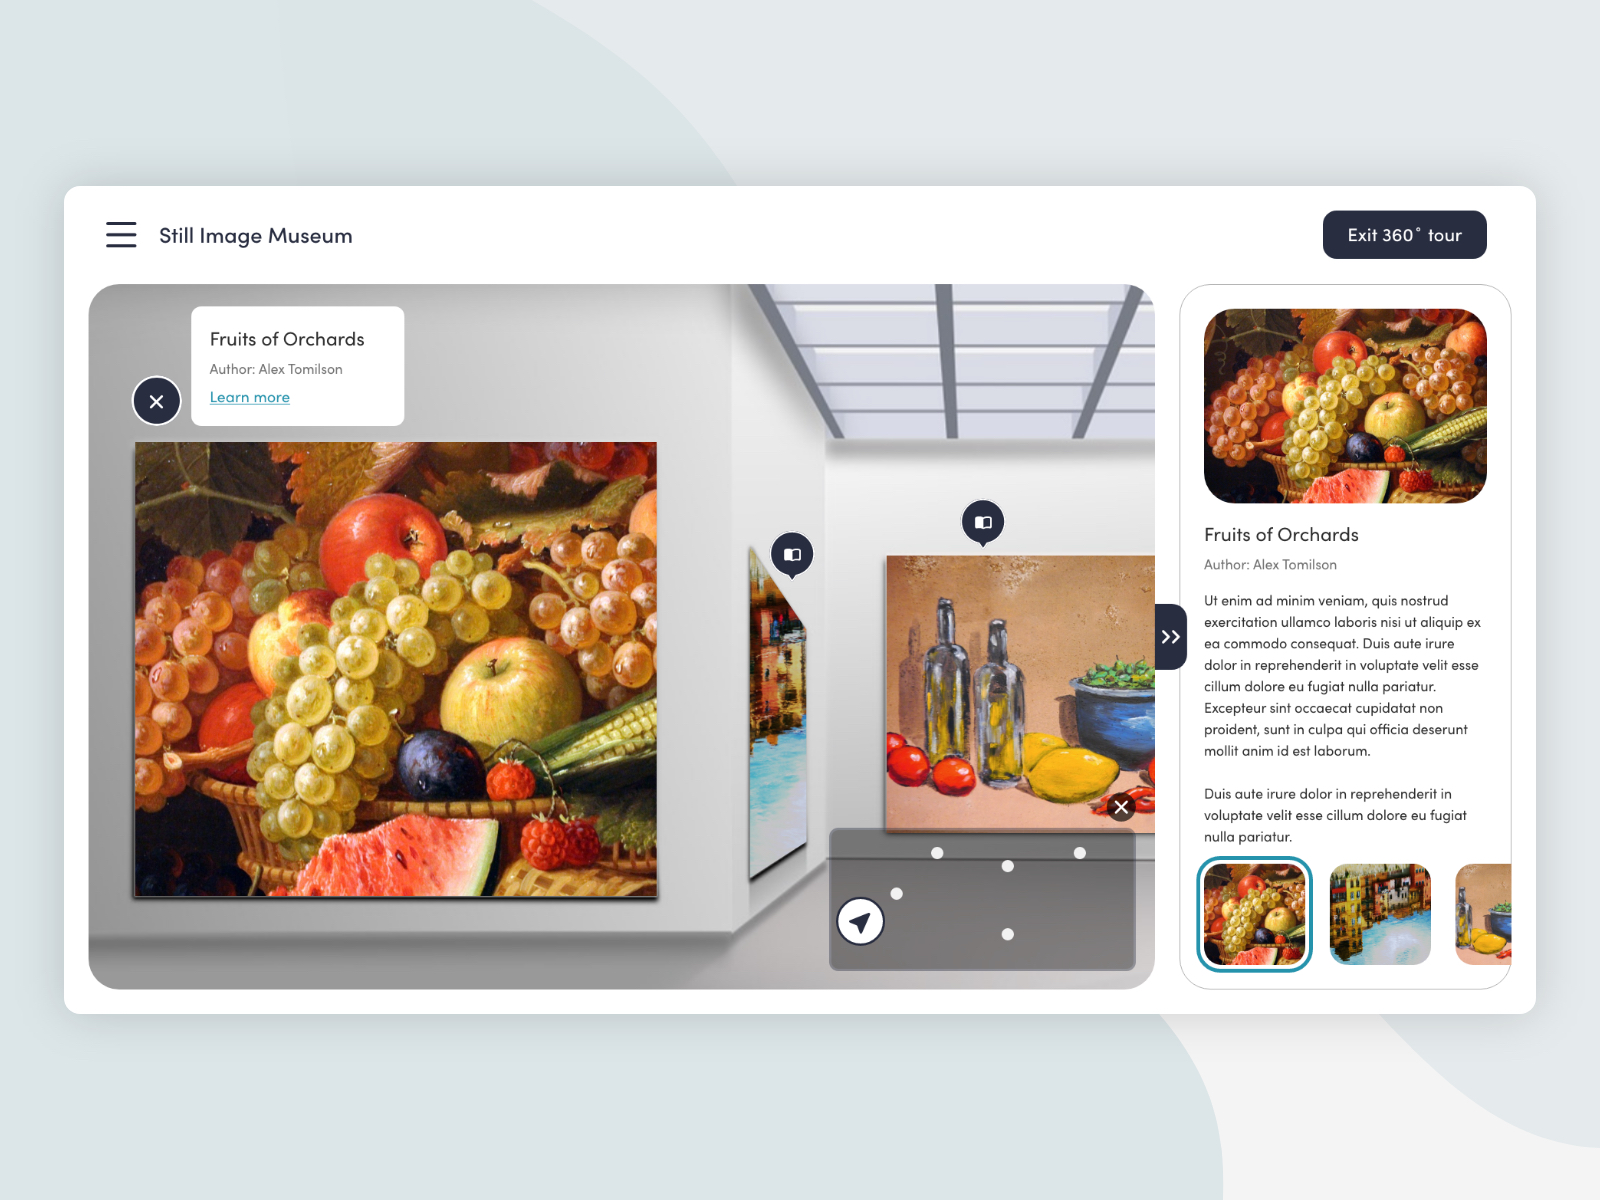 Still Image Museum
Exit 360° tour
Fruits of Orchards
Author: Alex Tomilson
Learn more
Fruits of Orchards
Author: Alex Tomilson
Ut enim ad minim veniam, quis nostrud
exercitation ullamco laboris nisi ut aliquip ex
ea commodo consequat. Duis aute irure
dolor in reprehenderit in voluptate velit esse
cillum dolore eu fugiat nulla pariatur.
Excepteur sint occaecat cupidatat non
proident, sunt in culpa qui officia deserunt
mollit anim id est laborum.
Duis aute irure dolor in reprehenderit in
voluptate velit esse cillum dolore eu fugiat
nulla pariatur.